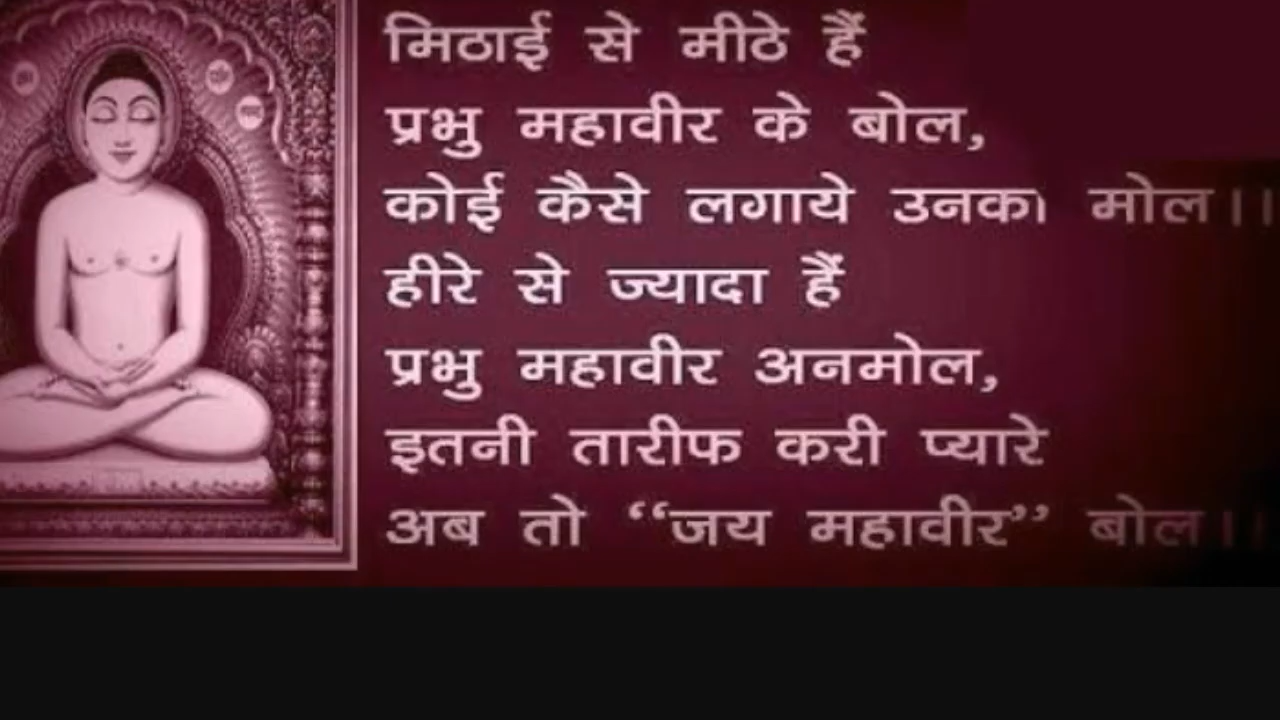 मिठाई से मीठे हैं
प्रभु महावीर के बोल,
कोई कैसे लगाये उनका मोल।।
हीरे से ज्यादा हैं
प्रभु महावीर अनमोल,
इतनी तारीफ करी प्यारे
अब तो “जय महावीर” बोल।।